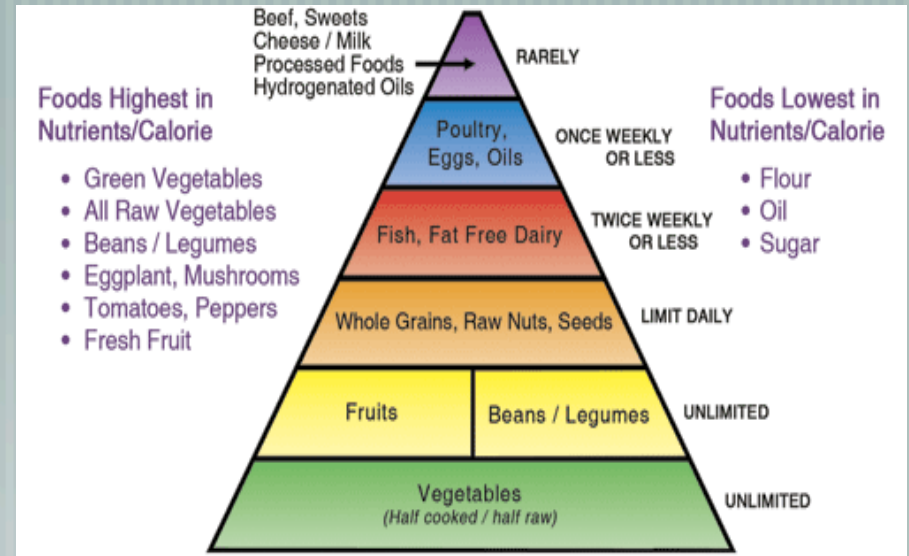 Beef, Sweets
Cheese / Milk
Processed Foods
Hydrogenated Oils
RARELY
Foods Highest in
Nutrients/Calorie
• Green Vegetables
• All Raw Vegetables
• Beans / Legumes
• Eggplant, Mushrooms
• Tomatoes, Peppers
• Fresh Fruit
Foods Lowest in
Nutrients/Calorie
• Flour
• Oil
• Sugar
Poultry,
Eggs, Oils
ONCE WEEKLY
OR LESS
Fish, Fat Free Dairy
TWICE WEEKLY
OR LESS
Whole Grains, Raw Nuts, Seeds
LIMIT DAILY
Fruits
Beans / Legumes
UNLIMITED
Vegetables
(Half cooked / half raw)
UNLIMITED